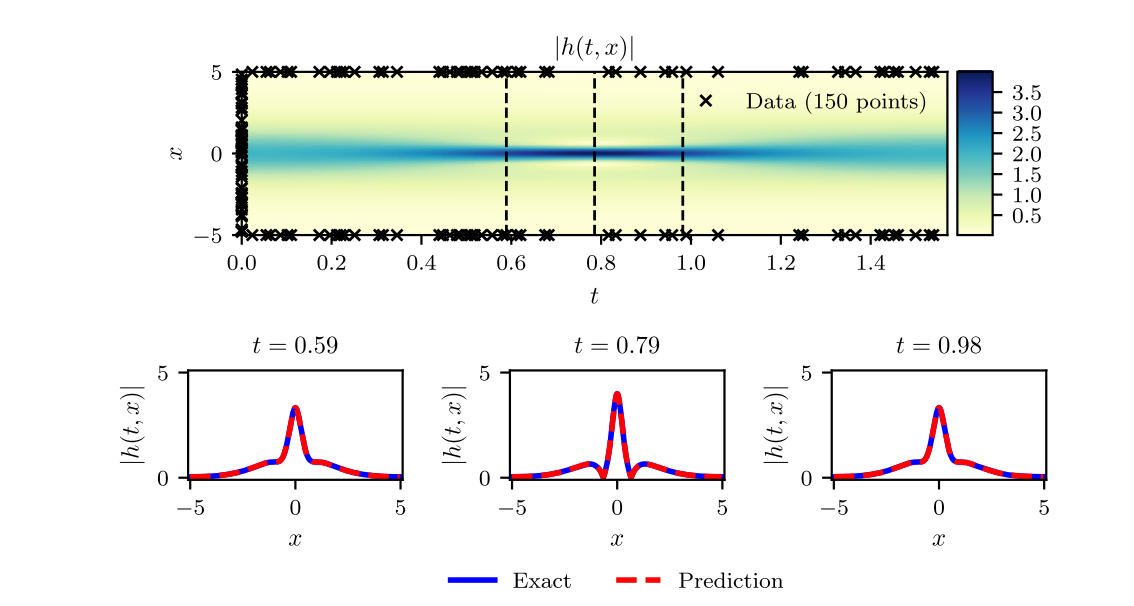 |h(t, x)|
5
0
−5
x
Data (150 points)
3.5
3.0
2.5
2.0
1.5
1.0
0.5
0.0 0.2 0.4 0.6 0.8 1.0 1.2 1.4
t
t = 0.59 t = 0.79 t = 0.98
5 5 5
|h(t, x)| |h(t, x)| |h(t, x)|
0 0 0
−5 0 5 −5 0 5 −5 0 5
x x x
Exact Prediction